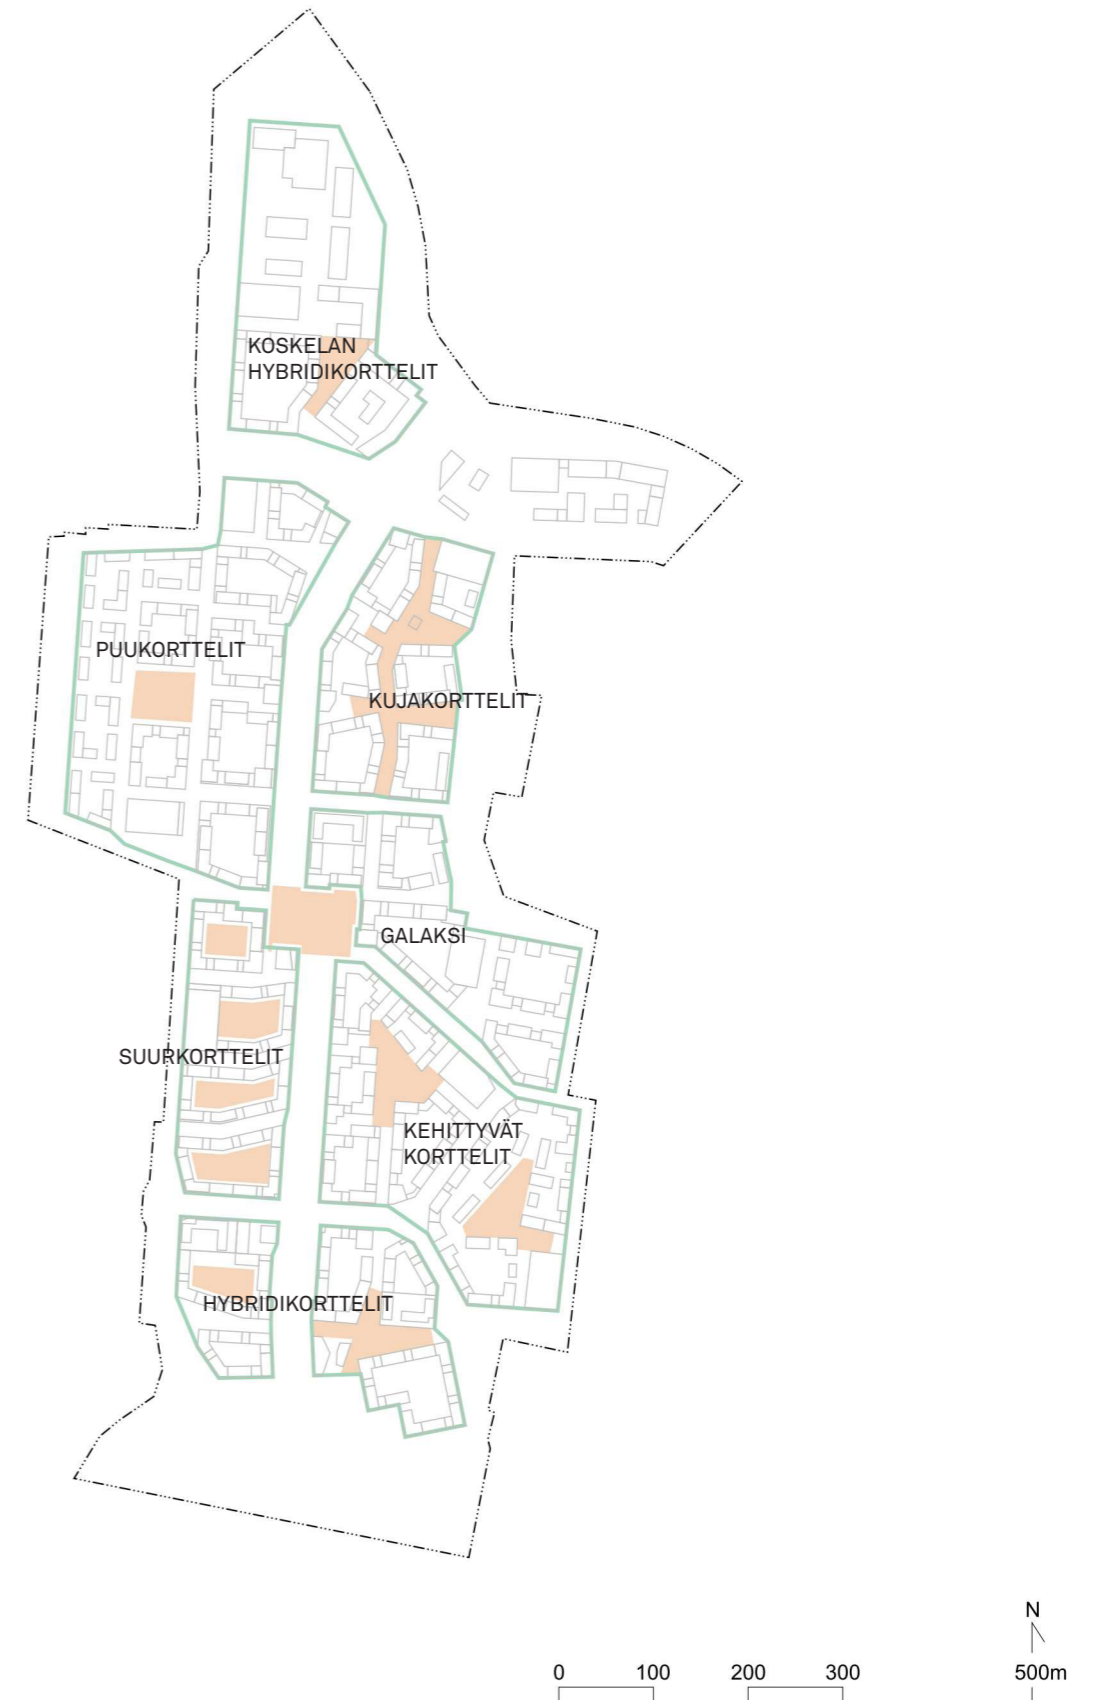 KOSKELAN
HYBRIDIKORTTELIT
PUUKORTTELIT
KUJAKORTTELIT
GALAKSI
SUURKORTTELIT
KEHITTYVÄT
KORTTELIT
HYBRIDIKORTTELIT
N
0 100 200 300 500m